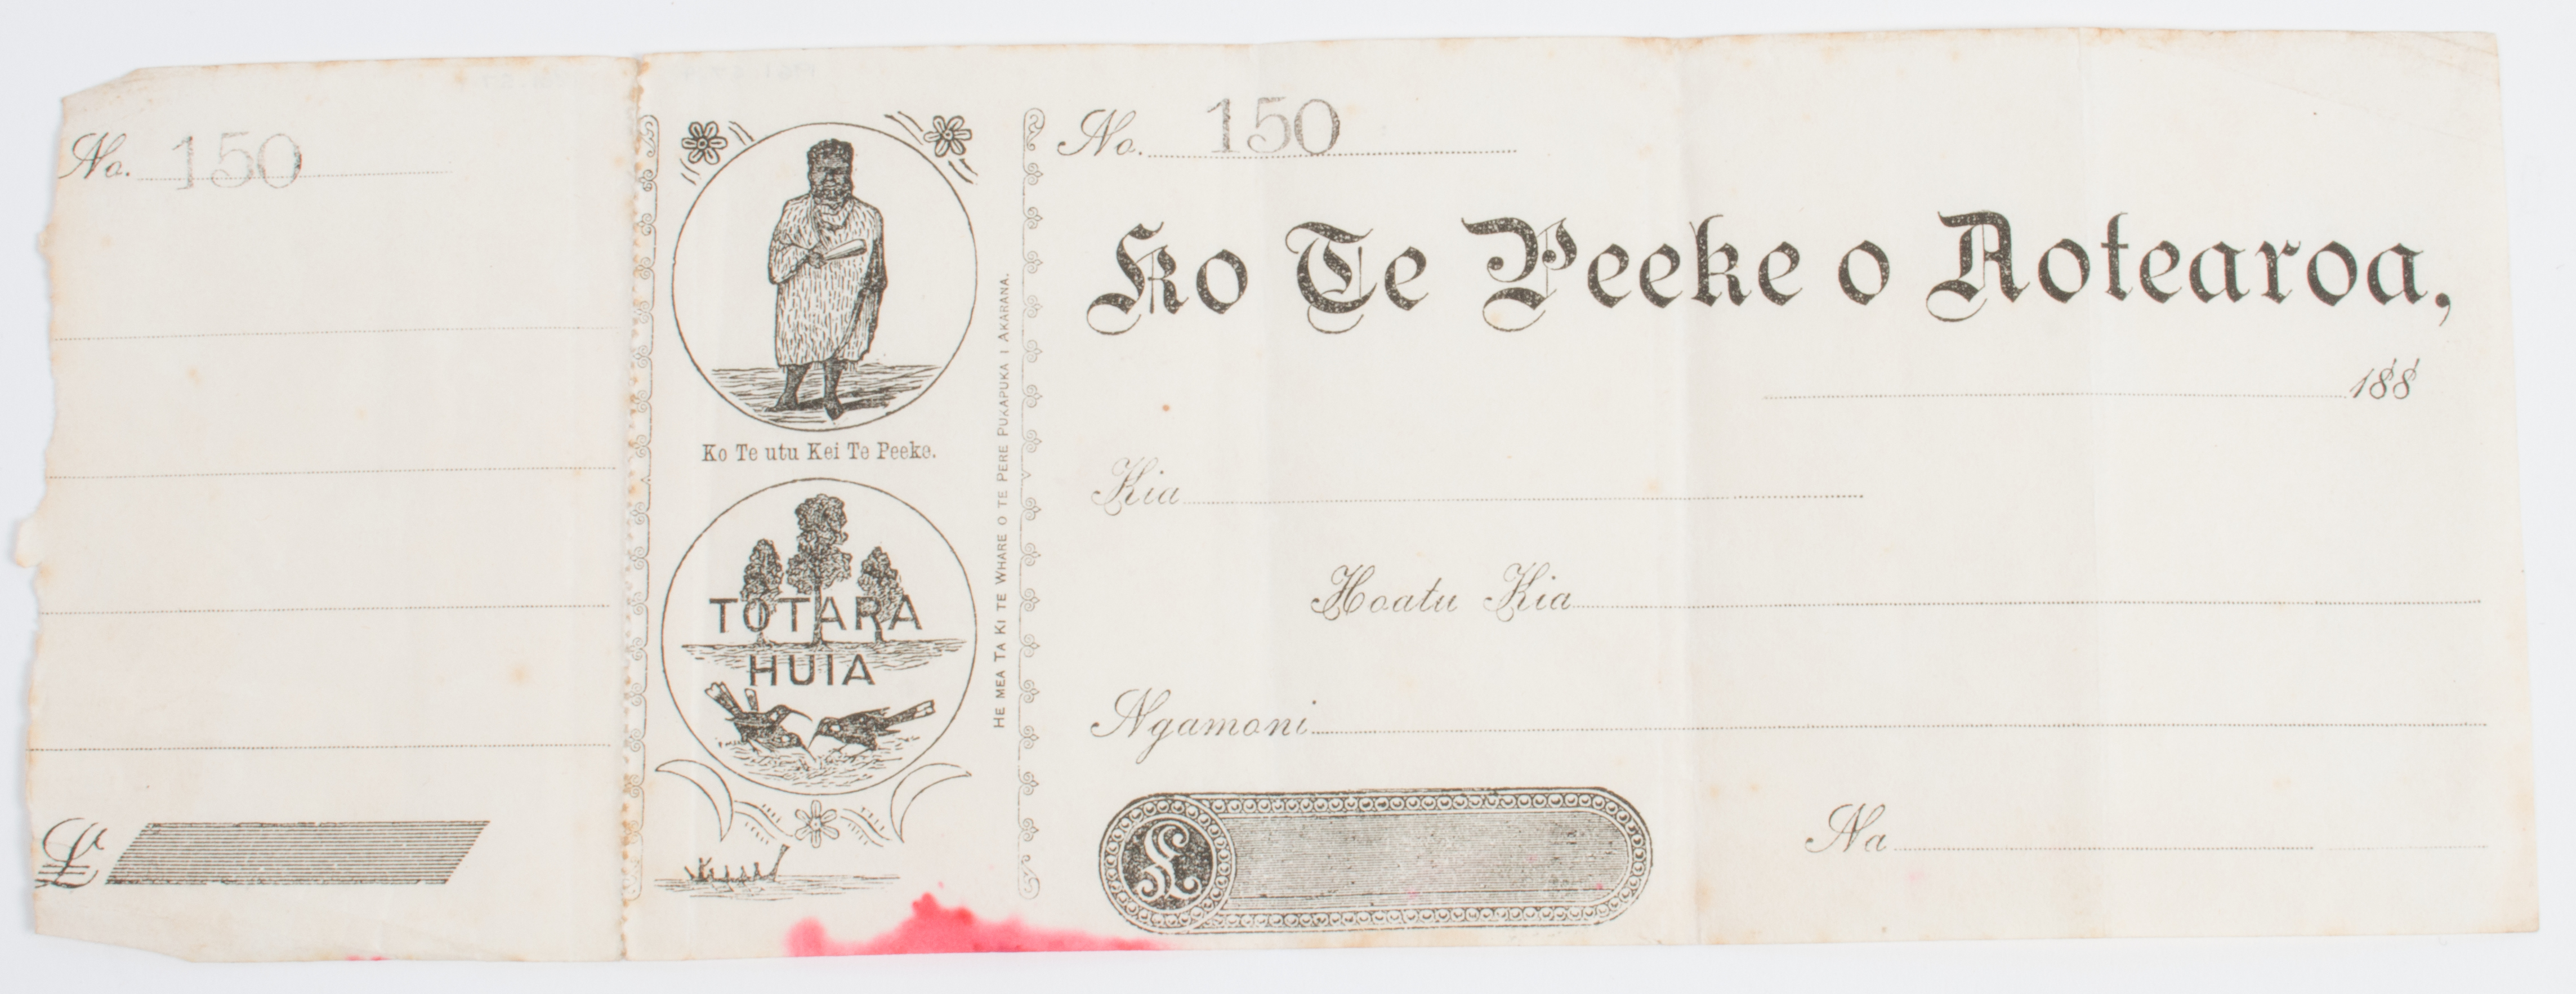 No. 150
£
Ko Te utu Kei Te Peeke.
TOTARA
HUIA
HE MEA TA KI TE WHARE O TE PERE PUKAPUKA I AKARANA.
No. 150
Ko Te Peeke o Aotearoa,
188
Kia
Hoatu Kia
Ngamoni
£
Na